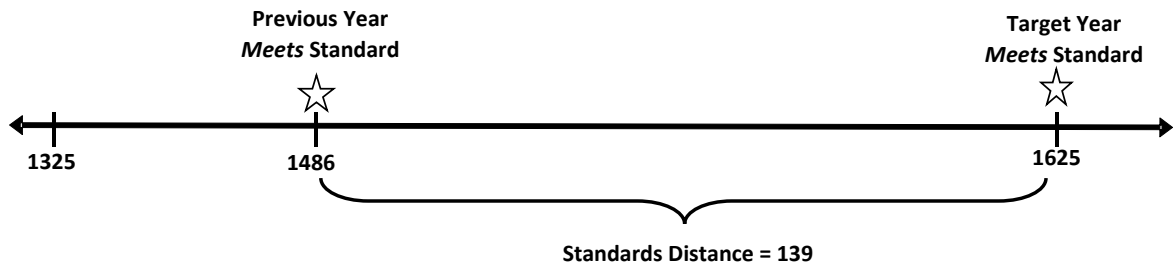 Previous Year
Meets Standard
Target Year
Meets Standard
1325
1486
1625
Standards Distance = 139